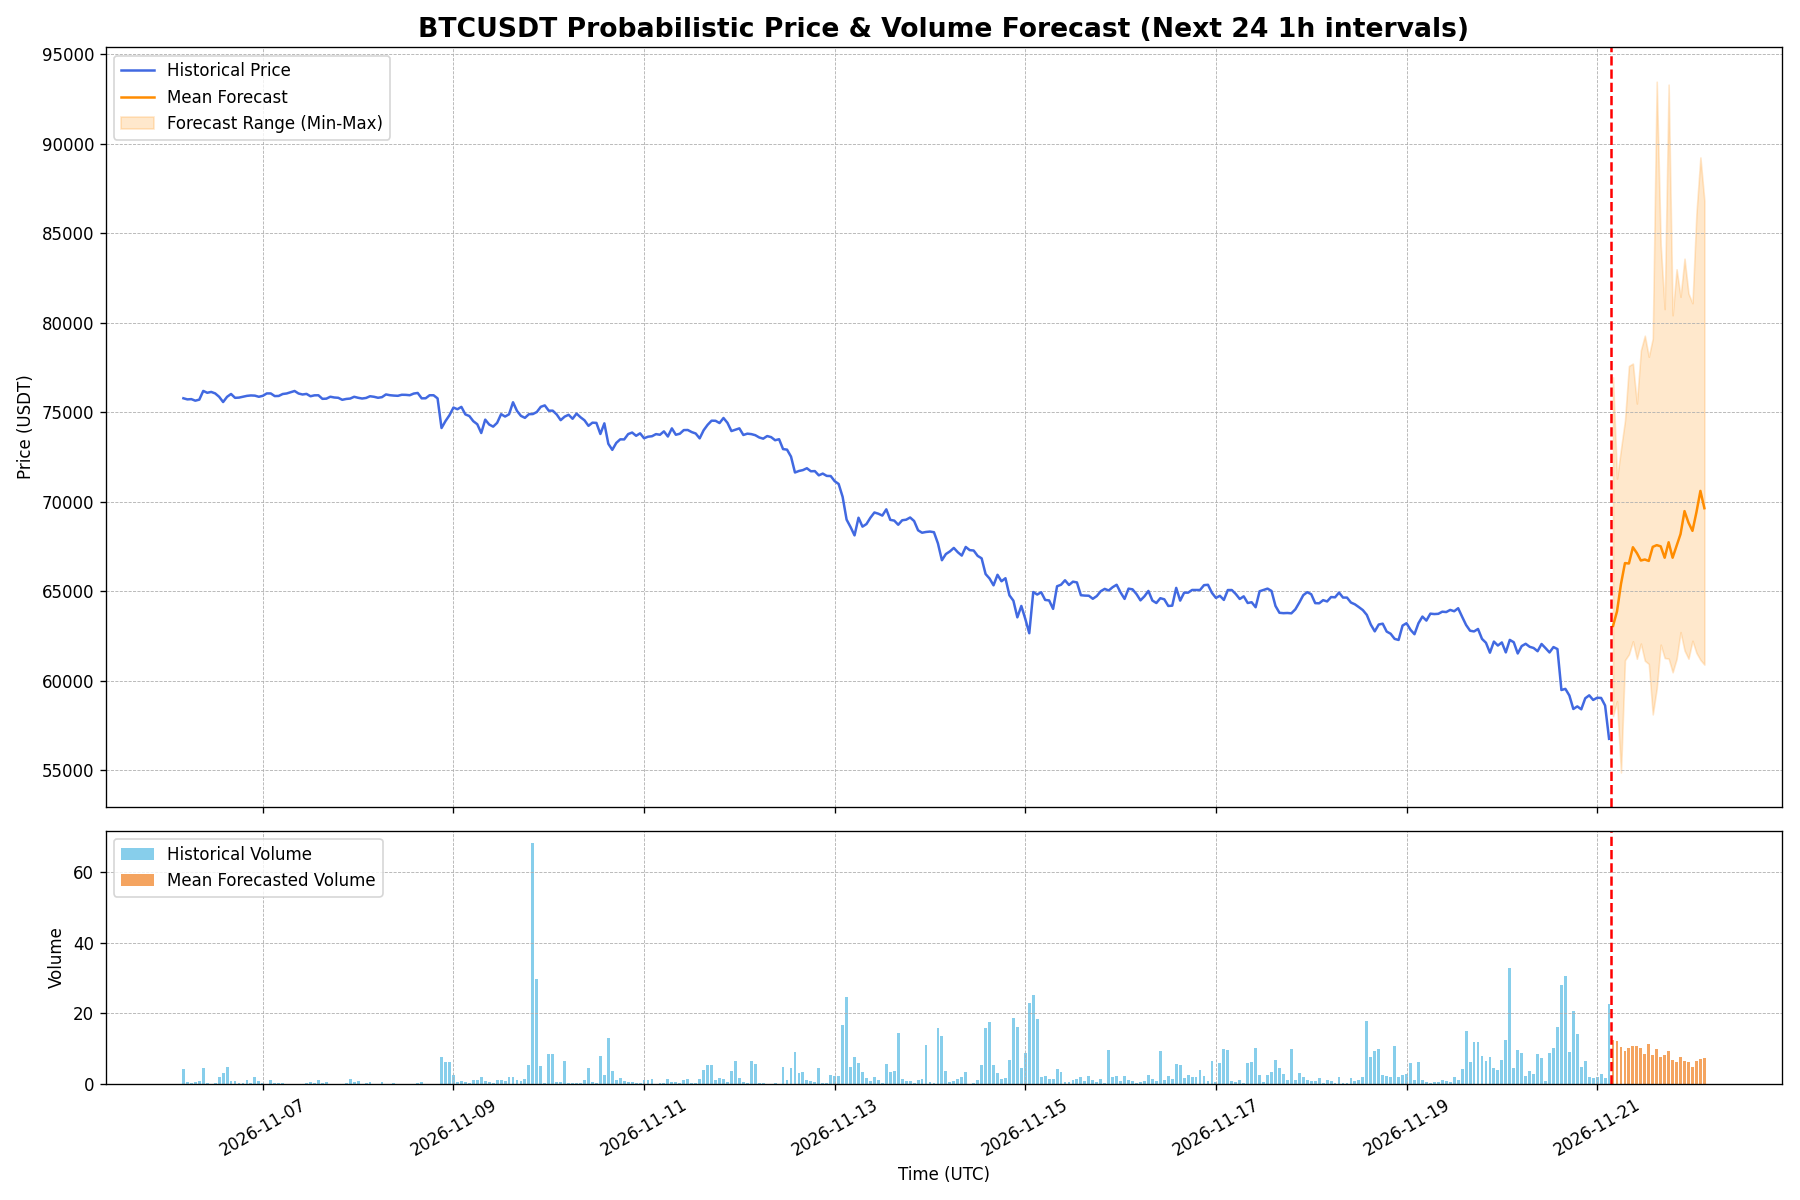 BTCUSDT Probabilistic Price & Volume Forecast (Next 24 1h intervals)
95000
90000
85000
80000
75000
70000
65000
60000
55000
Price (USDT)
Historical Price
Mean Forecast
Forecast Range (Min-Max)
60
40
20
0
Volume
Historical Volume
Mean Forecasted Volume
2026-11-07
2026-11-09
2026-11-11
2026-11-13
2026-11-15
2026-11-17
2026-11-19
2026-11-21
Time (UTC)